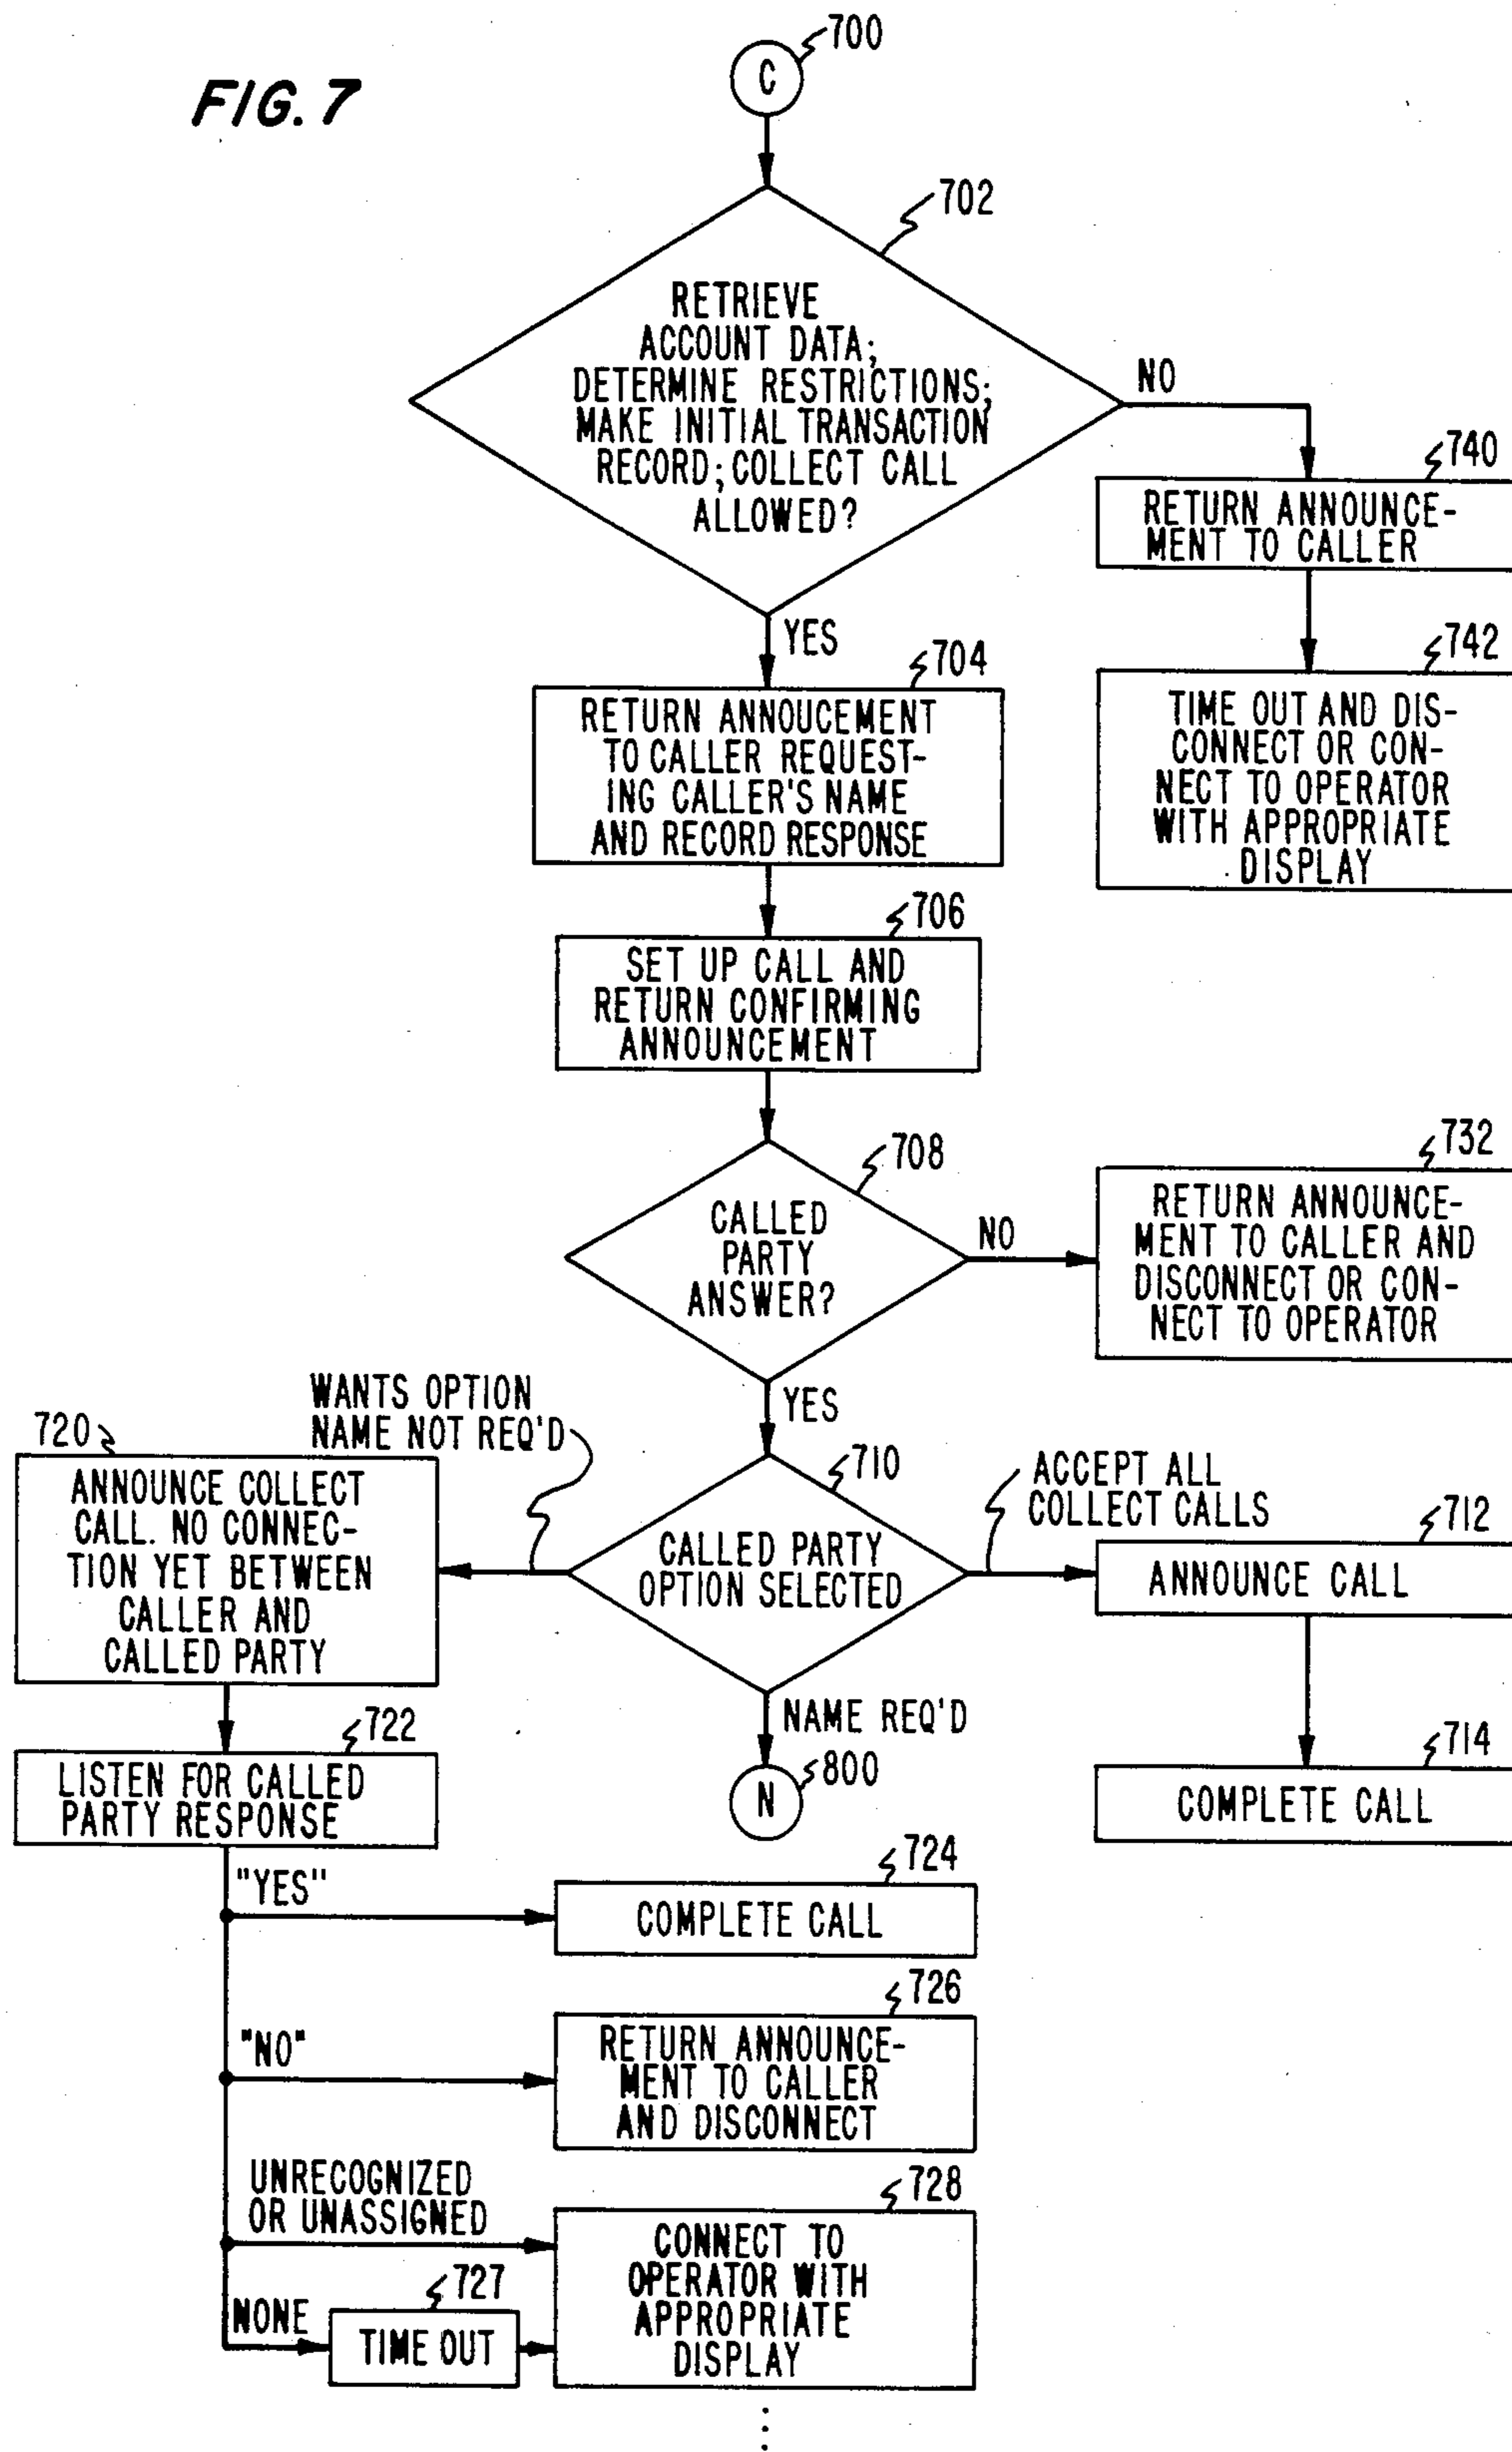 FIG. 7
700
C
702
RETRIEVE
ACCOUNT DATA;
DETERMINE RESTRICTIONS;
MAKE INITIAL TRANSACTION
RECORD; COLLECT CALL
ALLOWED?
NO
740
RETURN ANNOUNCE-
MENT TO CALLER
742
TIME OUT AND DIS-
CONNECT OR CON-
NECT TO OPERATOR
WITH APPROPRIATE
DISPLAY
YES
704
RETURN ANNOUCEMENT
TO CALLER REQUEST-
ING CALLER'S NAME
AND RECORD RESPONSE
706
SET UP CALL AND
RETURN CONFIRMING
ANNOUNCEMENT
708
CALLED
PARTY
ANSWER?
NO
732
RETURN ANNOUNCE-
MENT TO CALLER AND
DISCONNECT OR CON-
NECT TO OPERATOR
YES
WANTS OPTION
NAME NOT REQ'D
710
CALLED PARTY
OPTION SELECTED
ACCEPT ALL
COLLECT CALLS
712
ANNOUNCE CALL
714
COMPLETE CALL
NAME REQ'D
800
N
720
ANNOUNCE COLLECT
CALL. NO CONNEC-
TION YET BETWEEN
CALLER AND
CALLED PARTY
722
LISTEN FOR CALLED
PARTY RESPONSE
"YES"
724
COMPLETE CALL
"NO"
726
RETURN ANNOUNCE-
MENT TO CALLER
AND DISCONNECT
UNRECOGNIZED
OR UNASSIGNED
728
CONNECT TO
OPERATOR WITH
APPROPRIATE
DISPLAY
NONE
727
TIME OUT